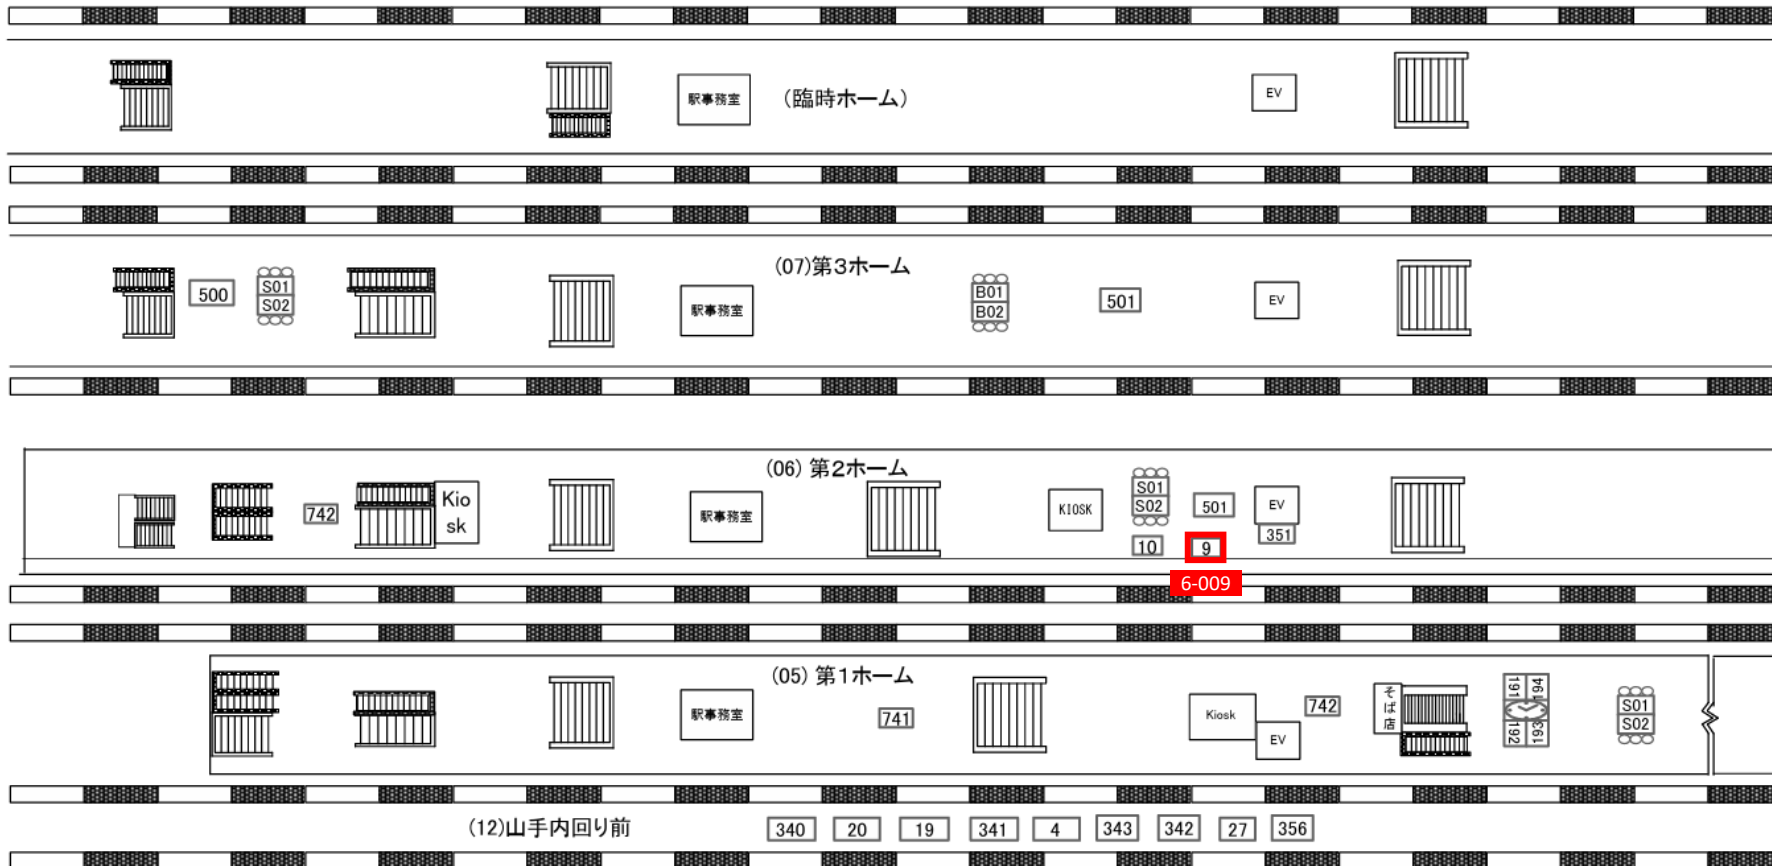 駅事務室
(臨時ホーム)
EV
(07)第3ホーム
500
S01
S02
駅事務室
B01
B02
501
EV
(06) 第2ホーム
742
Kio
sk
駅事務室
KIOSK
S01
S02
501
EV
351
10
9
6-009
(05) 第1ホーム
駅事務室
741
Kiosk
EV
742
そば店
191
194
192
193
S01
S02
(12)山手内回り前
340
20
19
341
4
343
342
27
356